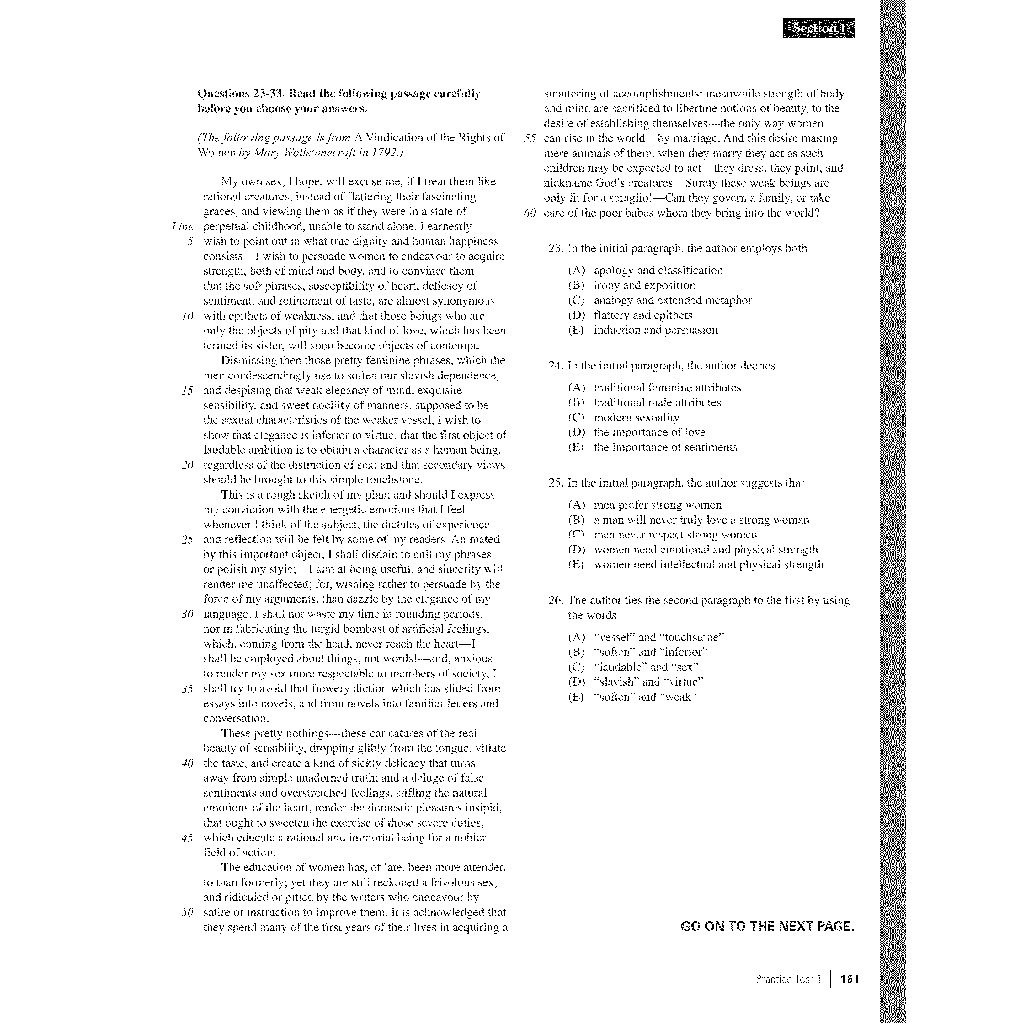 Section 1
Questions 23-33. Read the following passage carefully
before you choose your answers.
(The following passage is from A Vindication of the Rights of
Woman by Mary Wollstonecraft in 1792.)
My own sex, I hope, will excuse me, if I treat them like
rational creatures, instead of flattering their fascinating
graces, and viewing them as if they were in a state of
Line perpetual childhood, unable to stand alone. I earnestly
5 wish to point out in what true dignity and human happiness
consists—I wish to persuade women to endeavour to acquire
strength, both of mind and body, and to convince them
that the soft phrases, susceptibility of heart, delicacy of
sentiment, and refinement of taste, are almost synonymous
10 with epithets of weakness, and that those beings who are
only the objects of pity and that kind of love, which has been
termed its sister, will soon become objects of contempt.
Dismissing then those pretty feminine phrases, which the
men condescendingly use to soften our slavish dependence,
15 and despising that weak elegancy of mind, exquisite
sensibility, and sweet docility of manners, supposed to be
the sexual characteristics of the weaker vessel, I wish to
show that elegance is inferior to virtue, that the first object of
laudable ambition is to obtain a character as a human being,
20 regardless of the distinction of sex; and that secondary views
should be brought to this simple touchstone.
This is a rough sketch of my plan; and should I express
my conviction with the energetic emotions that I feel
whenever I think of the subject, the dictates of experience
25 and reflection will be felt by some of my readers. Animated
by this important object, I shall disdain to cull my phrases
or polish my style;—I aim at being useful, and sincerity will
render me unaffected; for, wishing rather to persuade by the
force of my arguments, than dazzle by the elegance of my
30 language, I shall not waste my time in rounding periods,
nor in fabricating the turgid bombast of artificial feelings,
which, coming from the head, never reach the heart—I
shall be employed about things, not words!—and, anxious
to render my sex more respectable to members of society, I
35 shall try to avoid that flowery diction which has slided from
essays into novels, and from novels into familiar letters and
conversation.
These pretty nothings—these caricatures of the real
beauty of sensibility, dropping glibly from the tongue, vitiate
40 the taste, and create a kind of sickly delicacy that turns
away from simple unadorned truth; and a deluge of false
sentiments and overstretched feelings, stifling the natural
emotions of the heart, render the domestic pleasures insipid,
that ought to sweeten the exercise of those severe duties,
45 which educate a rational and immortal being for a nobler
field of action.
The education of women has, of late, been more attended
to than formerly; yet they are still reckoned a frivolous sex,
and ridiculed or pitied by the writers who endeavour by
50 satire or instruction to improve them. It is acknowledged that
they spend many of the first years of their lives in acquiring a
smattering of accomplishments; meanwhile strength of body
and mind are sacrificed to libertine notions of beauty, to the
desire of establishing themselves—the only way women
55 can rise in the world—by marriage. And this desire making
mere animals of them, when they marry they act as such
children may be expected to act—they dress, they paint, and
nickname God's creatures—Surely these weak beings are
only fit for a seraglio!—Can they govern a family, or take
60 care of the poor babes whom they bring into the world?
23. In the initial paragraph, the author employs both
(A) apology and classification
(B) irony and exposition
(C) analogy and extended metaphor
(D) flattery and epithets
(E) induction and persuasion
24. In the initial paragraph, the author decries
(A) traditional feminine attributes
(B) traditional male attributes
(C) modern sexuality
(D) the importance of love
(E) the importance of sentiments
25. In the initial paragraph, the author suggests that
(A) men prefer strong women
(B) a man will never truly love a strong woman
(C) men never respect strong women
(D) women need emotional and physical strength
(E) women need intellectual and physical strength
26. The author ties the second paragraph to the first by using
the words
(A) "vessel" and "touchstone"
(B) "soften" and "inferior"
(C) "laudable" and "sex"
(D) "slavish" and "virtue"
(E) "soften" and "weak"
GO ON TO THE NEXT PAGE.
Practice Test 1 | 161